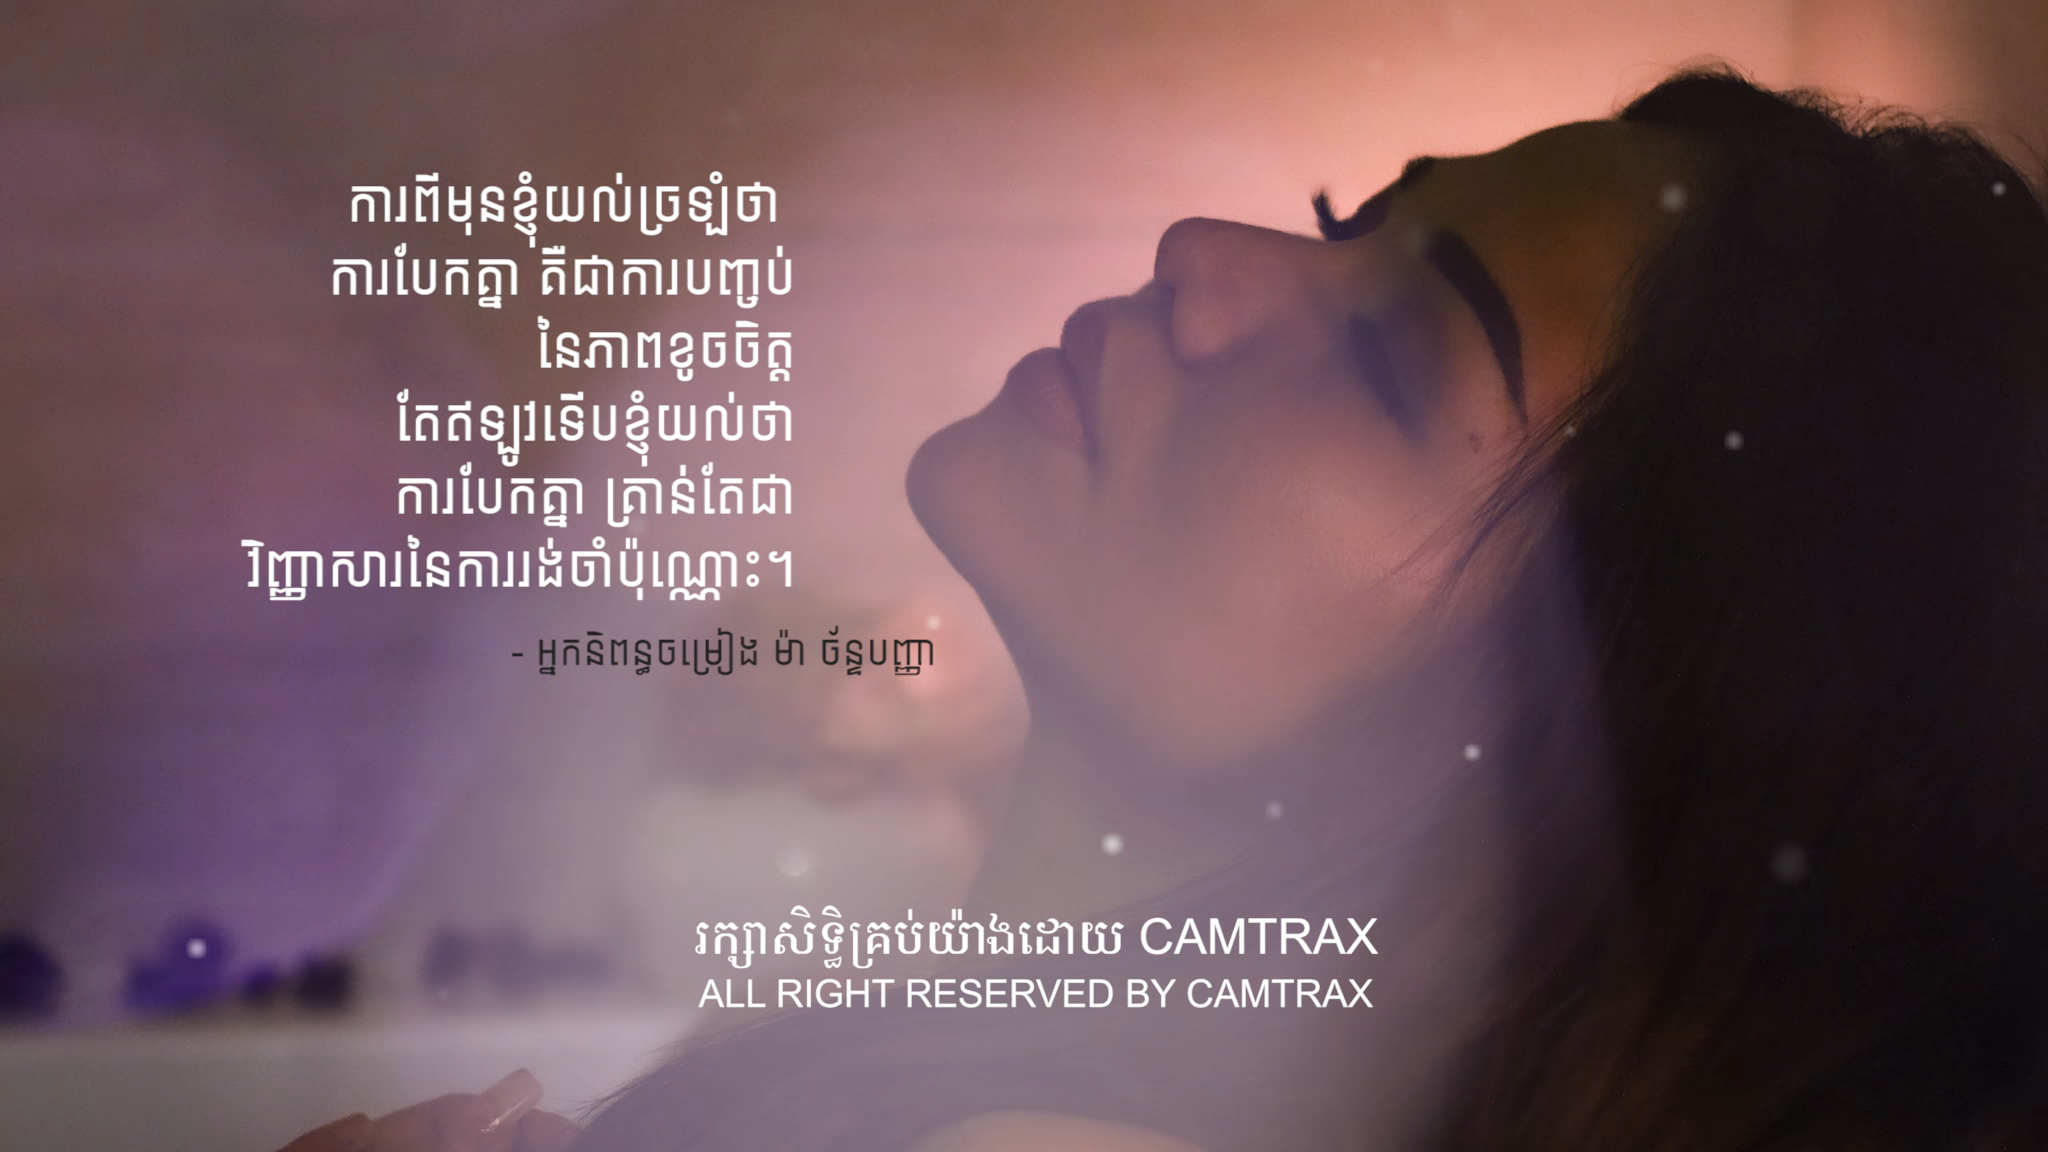 ការពីមុនខ្ញុំយល់ច្រឡំថា
ការបែកគ្នា គឺជាការបញ្ចប់
នៃភាពខូចចិត្ត
តែឥឡូវទើបខ្ញុំយល់ថា
ការបែកគ្នា គ្រាន់តែជា
វិញ្ញាសារនៃការរង់ចាំប៉ុណ្ណោះ។
- អ្នកនិពន្ធចម្រៀង ម៉ា ច័ន្ទបញ្ញា
រក្សាសិទ្ធិគ្រប់យ៉ាងដោយ CAMTRAX
ALL RIGHT RESERVED BY CAMTRAX